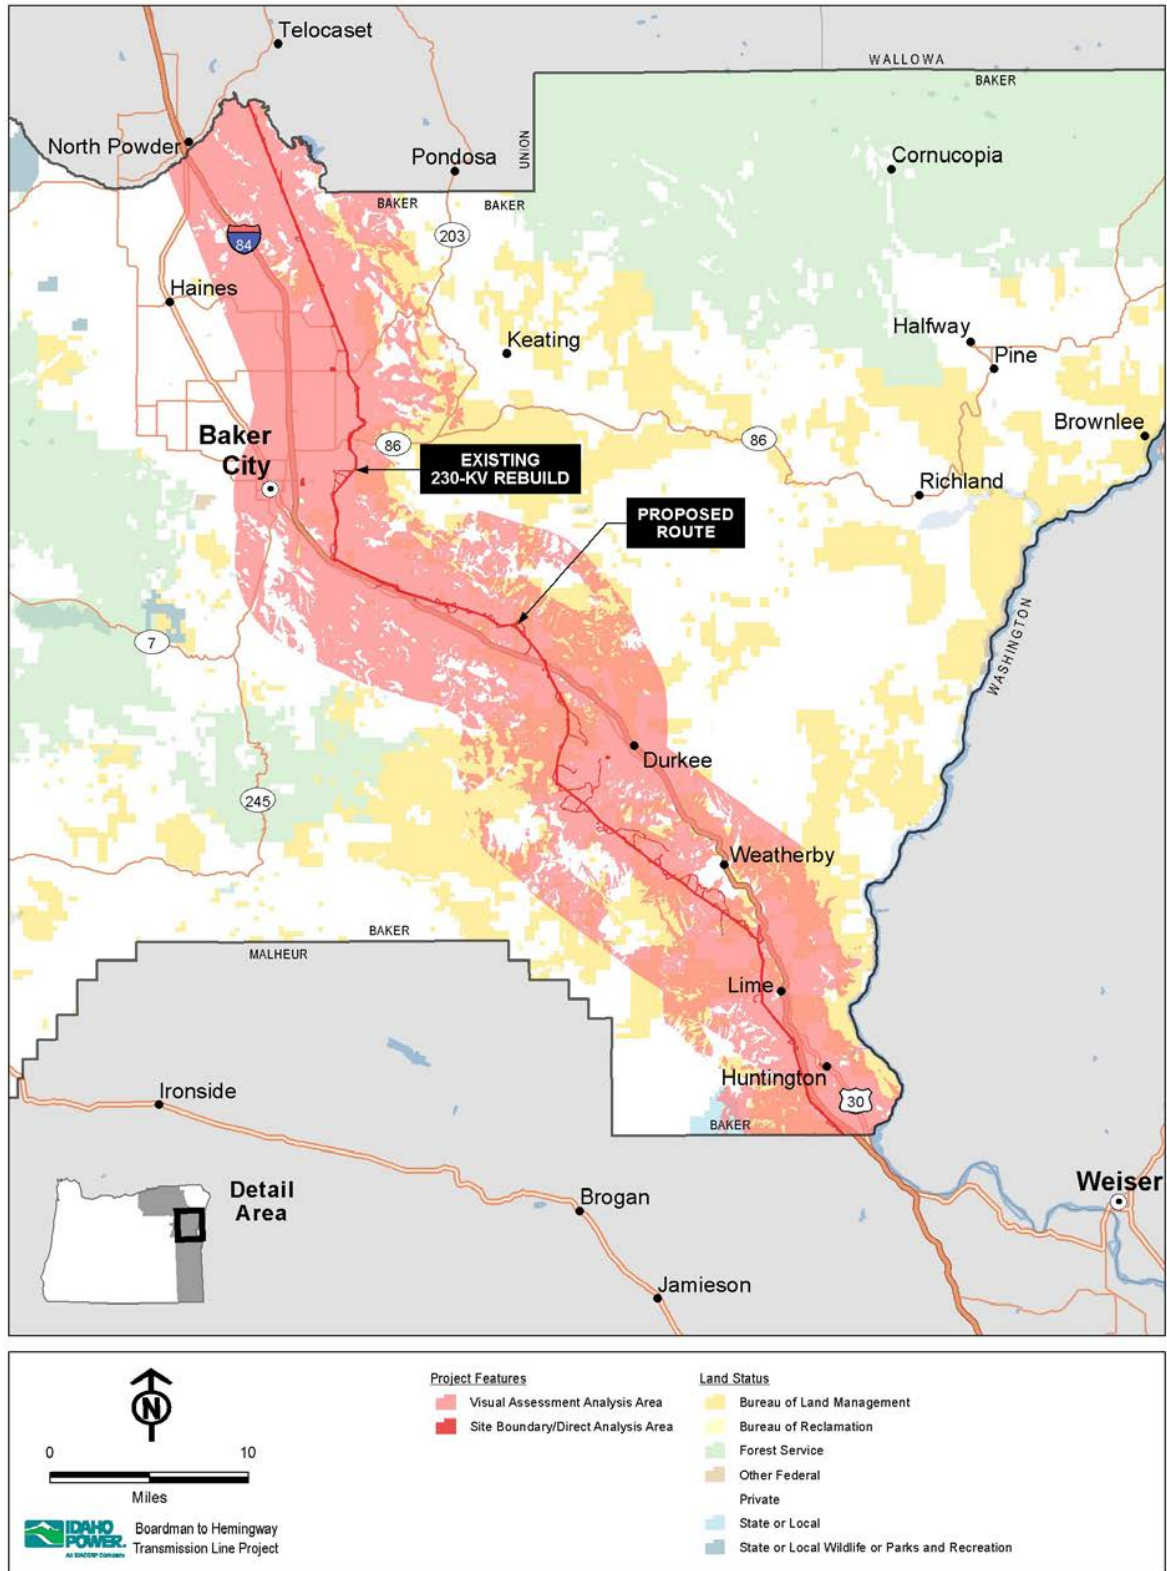 Telocaset
WALLOWA
BAKER
North Powder
Pondosa
UNION
Cornucopia
BAKER
BAKER
203
84
Haines
Keating
Halfway
Pine
Brownlee
Baker
City
86
86
EXISTING
230-KV REBUILD
Richland
PROPOSED
ROUTE
WASHINGTON
7
Durkee
245
Weatherby
BAKER
MALHEUR
Lime
Huntington
30
BAKER
Ironside
Detail
Area
Brogan
Weiser
Jamieson
N
0 10
Miles
IDAHO
POWER.
An IDACORP Company
Boardman to Hemingway
Transmission Line Project
Project Features
Visual Assessment Analysis Area
Site Boundary/Direct Analysis Area
Land Status
Bureau of Land Management
Bureau of Reclamation
Forest Service
Other Federal
Private
State or Local
State or Local Wildlife or Parks and Recreation